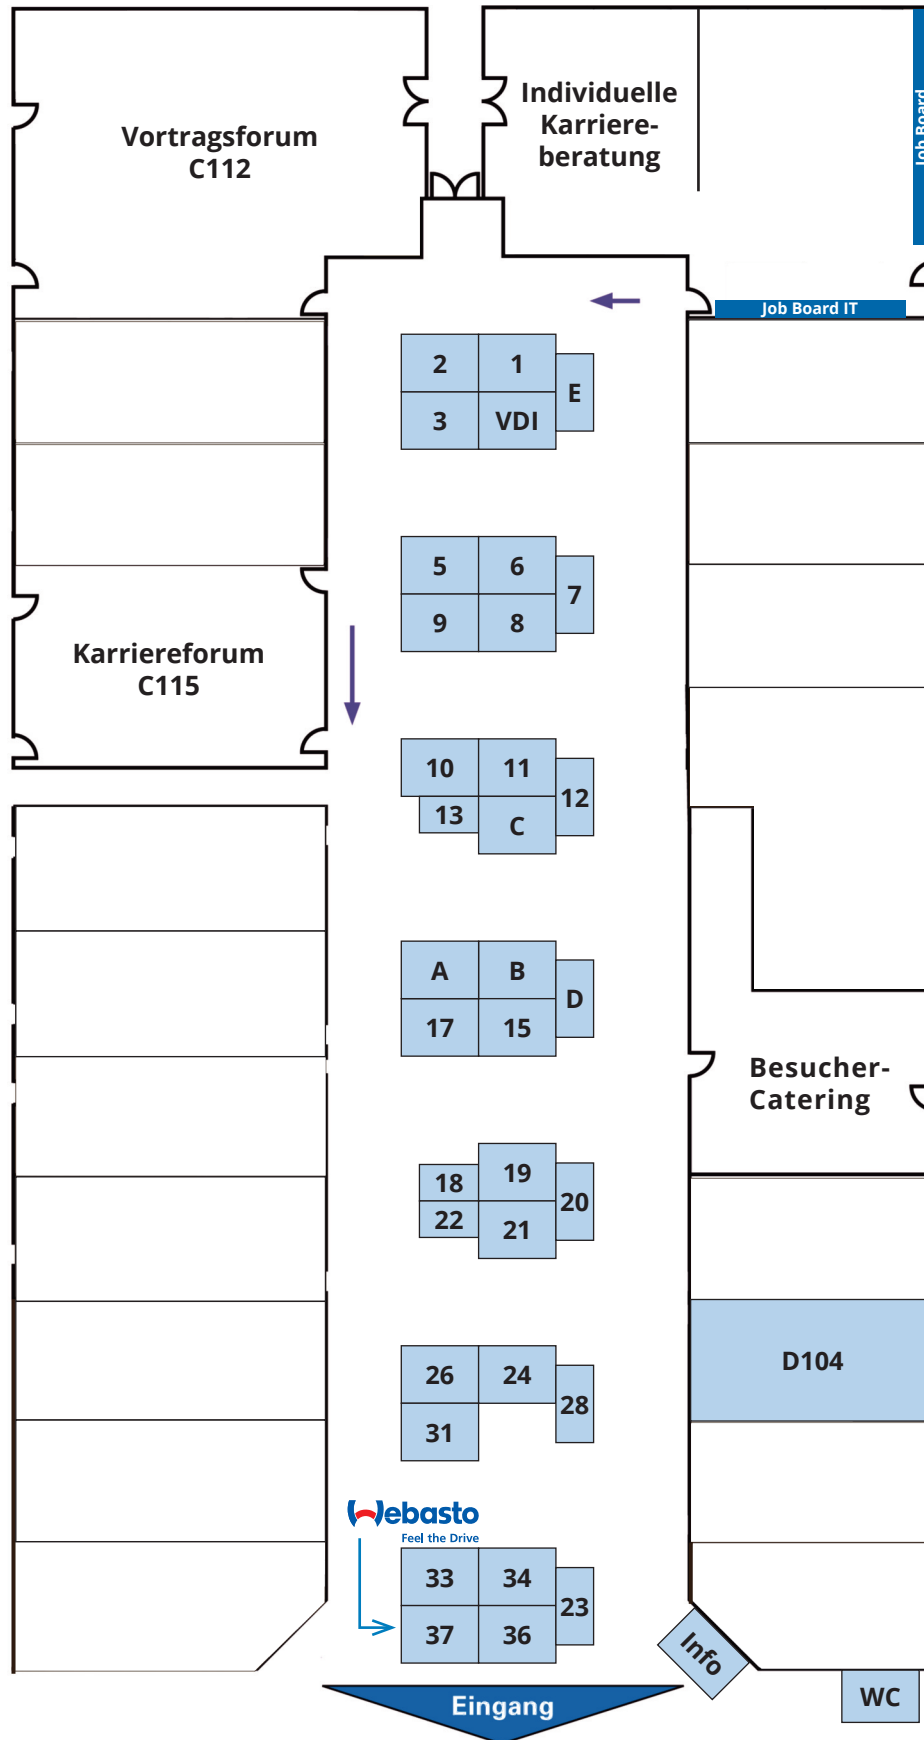 Vortragsforum
C112
Individuelle
Karriere-
beratung
Job Board
Job Board IT
2
1
E
3
VDI
5
6
7
9
8
Karriereforum
C115
10
11
12
13
C
A
B
D
17
15
Besucher-
Catering
18
19
20
22
21
26
24
28
31
D104
Webasto
Feel the Drive
33
34
23
37
36
Info
WC
Eingang